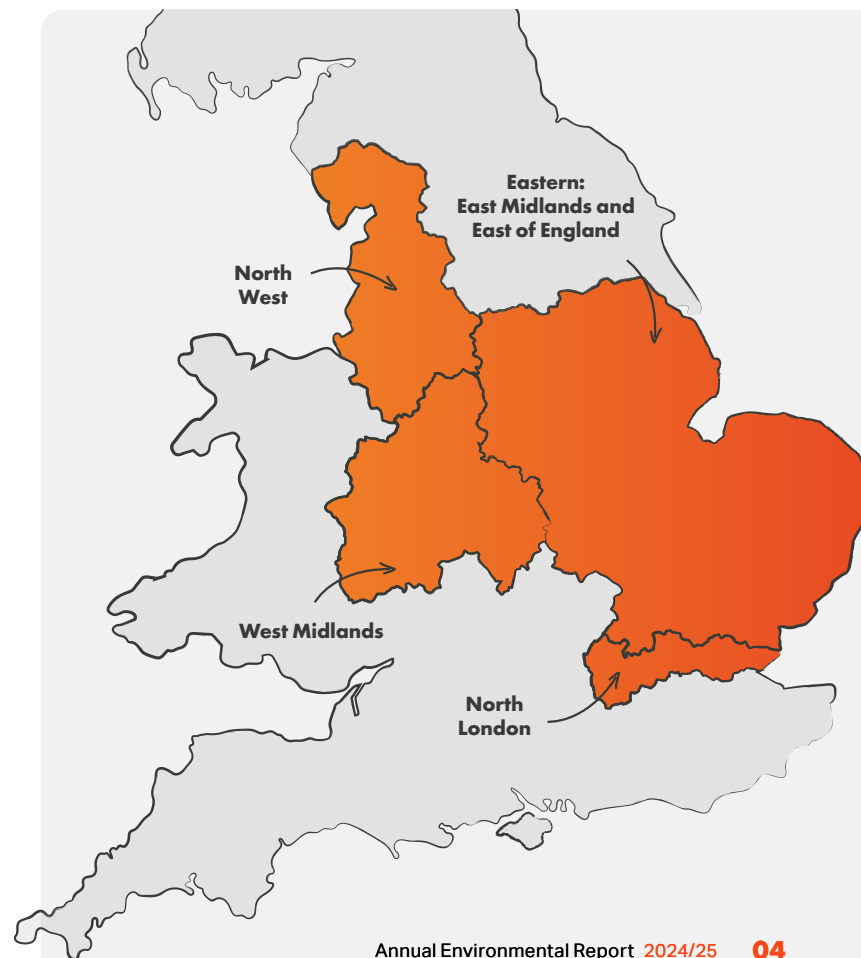 Eastern:
East Midlands and
East of England
North
West
West Midlands
North
London
Annual Environmental Report 2024/25 04